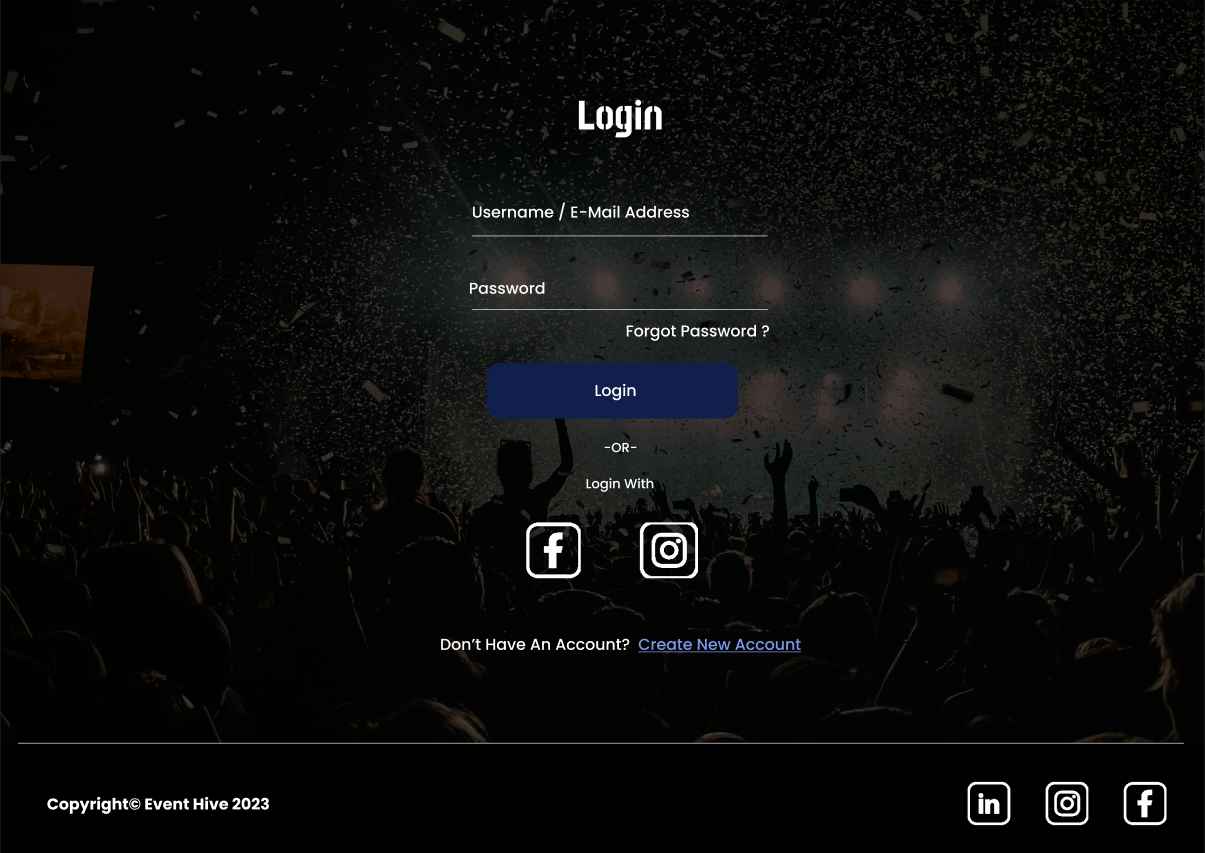 Login
Username / E-Mail Address
Password
Forgot Password ?
Login
-OR-
Login With
Don’t Have An Account? Create New Account
Copyright© Event Hive 2023
in